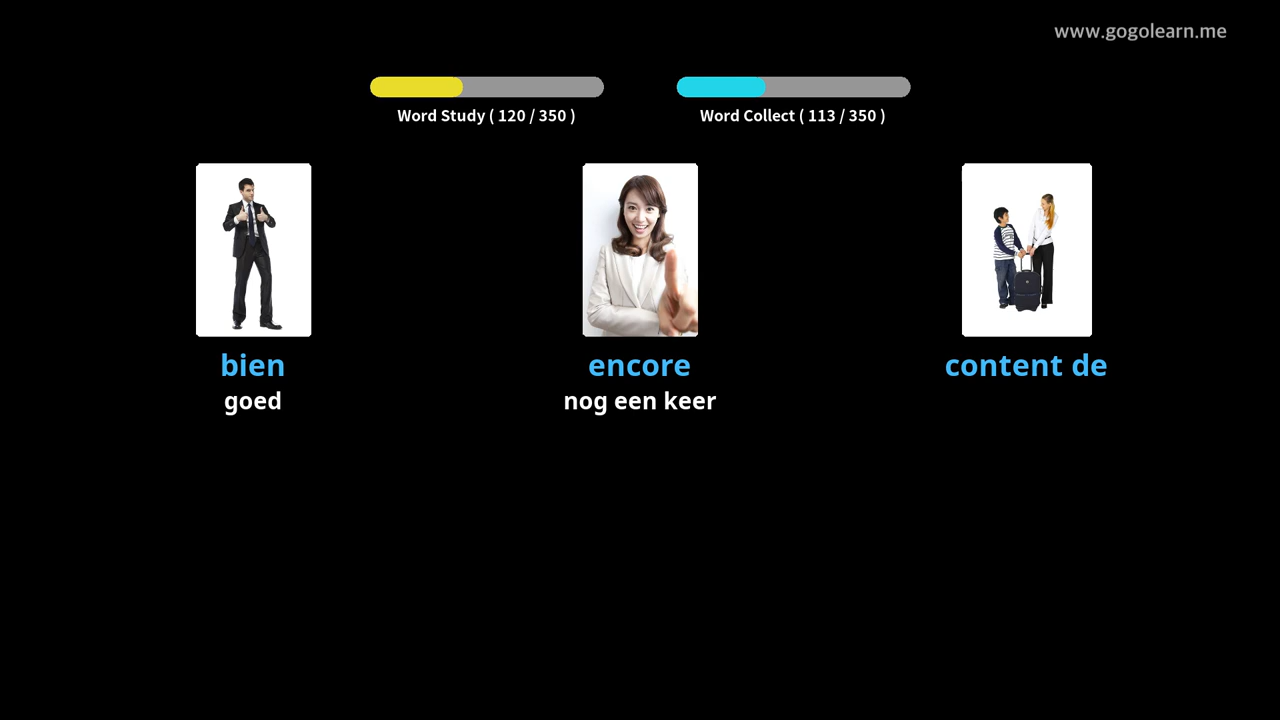 www.gogolearn.me
Word Study ( 120 / 350 )
Word Collect ( 113 / 350 )
bien
goed
encore
nog een keer
content de